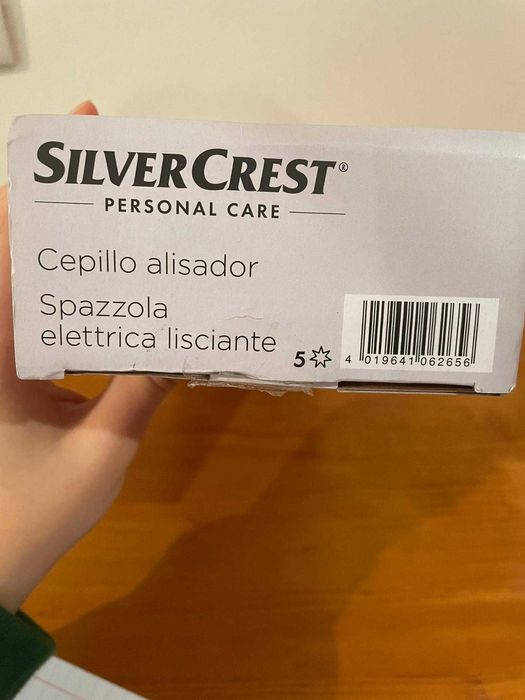 SILVERCREST®
PERSONAL CARE
Cepillo alisador
Spazzola
elettrica lisciante
5
4 019641 062656